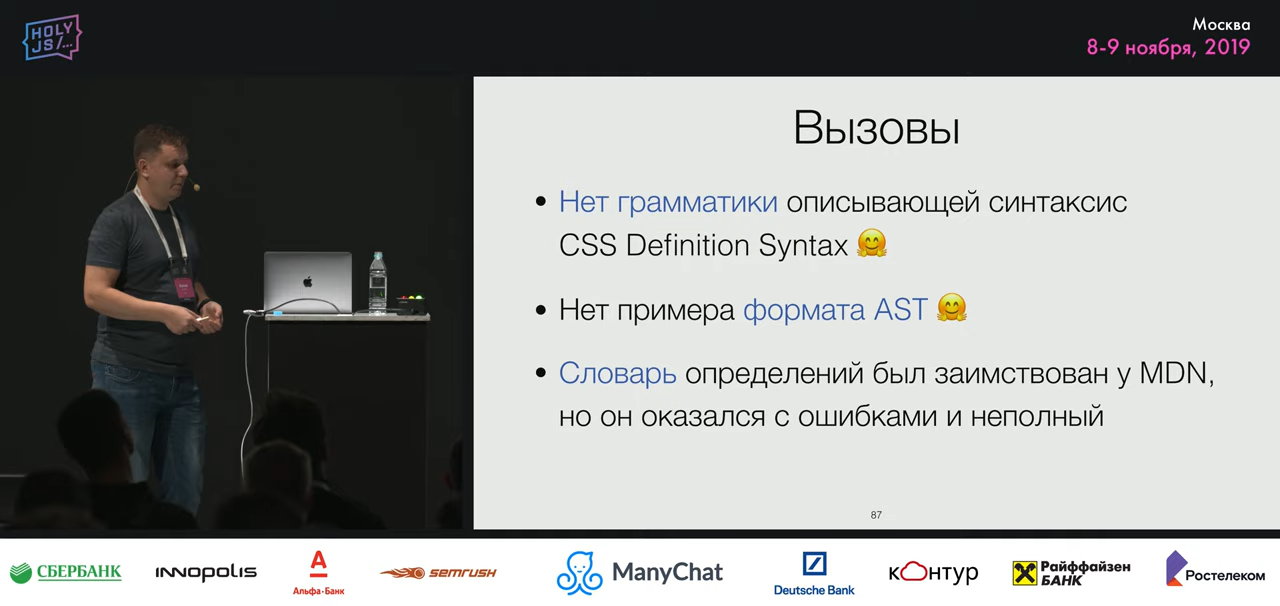 HOLY
JS/...
Москва
8-9 ноября, 2019
Вызовы
• Нет грамматики описывающей синтаксис
CSS Definition Syntax 🤗
• Нет примера формата AST 🤗
• Словарь определений был заимствован у MDN,
но он оказался с ошибками и неполный
87
СБЕРБАНК
INNOPOLIS
А
Альфа·Банк
semrush
ManyChat
Deutsche Bank
кОнтур
Райффайзен
БАНК
Ростелеком